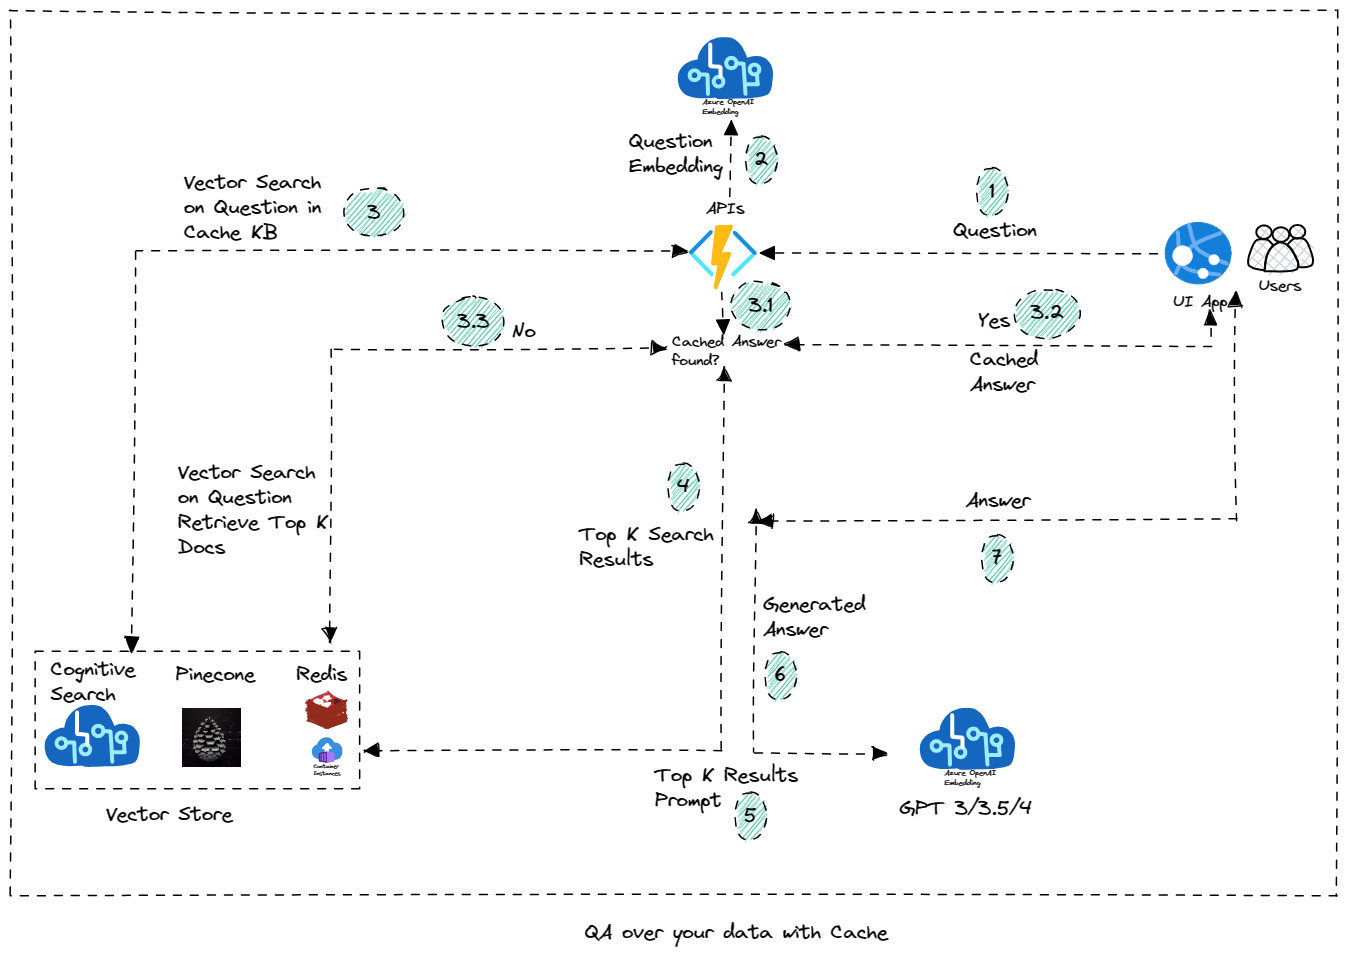 Azure OpenAI
Embedding
Question
Embedding
2
APIs
1
Question
Vector Search
on Question in
Cache KB
3
UI App
Users
3.1
3.2
Yes
Cached
Answer
3.3
No
Cached Answer
found?
Vector Search
on Question
Retrieve Top K
Docs
4
Top K Search
Results
Answer
7
Generated
Answer
6
Cognitive
Search
Pinecone
Redis
Container
Instances
Vector Store
Top K Results
Prompt
5
Azure OpenAI
Embedding
GPT 3/3.5/4
QA over your data with Cache